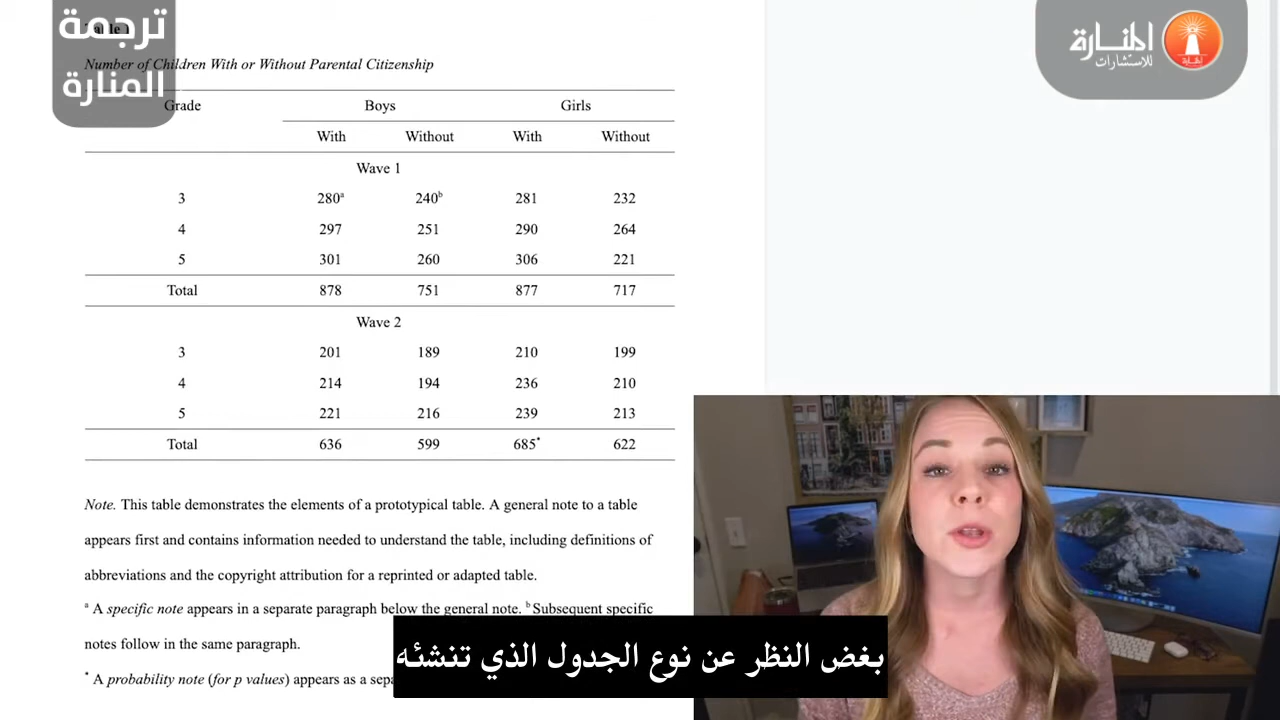 ترجمة
المنارة
المنارة
للاستشارات
Number of Children With or Without Parental Citizenship
Grade Boys Girls
With Without With Without
Wave 1
3 280ᵃ 240ᵇ 281 232
4 297 251 290 264
5 301 260 306 221
Total 878 751 877 717
Wave 2
3 201 189 210 199
4 214 194 236 210
5 221 216 239 213
Total 636 599 685* 622
Note. This table demonstrates the elements of a prototypical table. A general note to a table
appears first and contains information needed to understand the table, including definitions of
abbreviations and the copyright attribution for a reprinted or adapted table.
ᵃ A specific note appears in a separate paragraph below the general note. ᵇ Subsequent specific
notes follow in the same paragraph.
* A probability note (for p values) appears as a
بغض النظر عن نوع الجدول الذي تنشئه